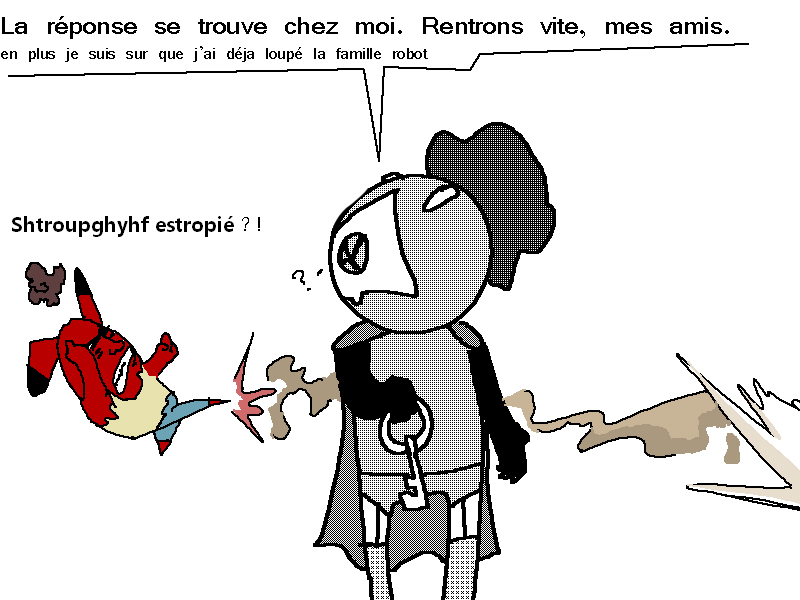 La réponse se trouve chez moi. Rentrons vite, mes amis.
en plus je suis sur que j'ai déja loupé la famille robot
Shtroupghyhf estropié ? !
?